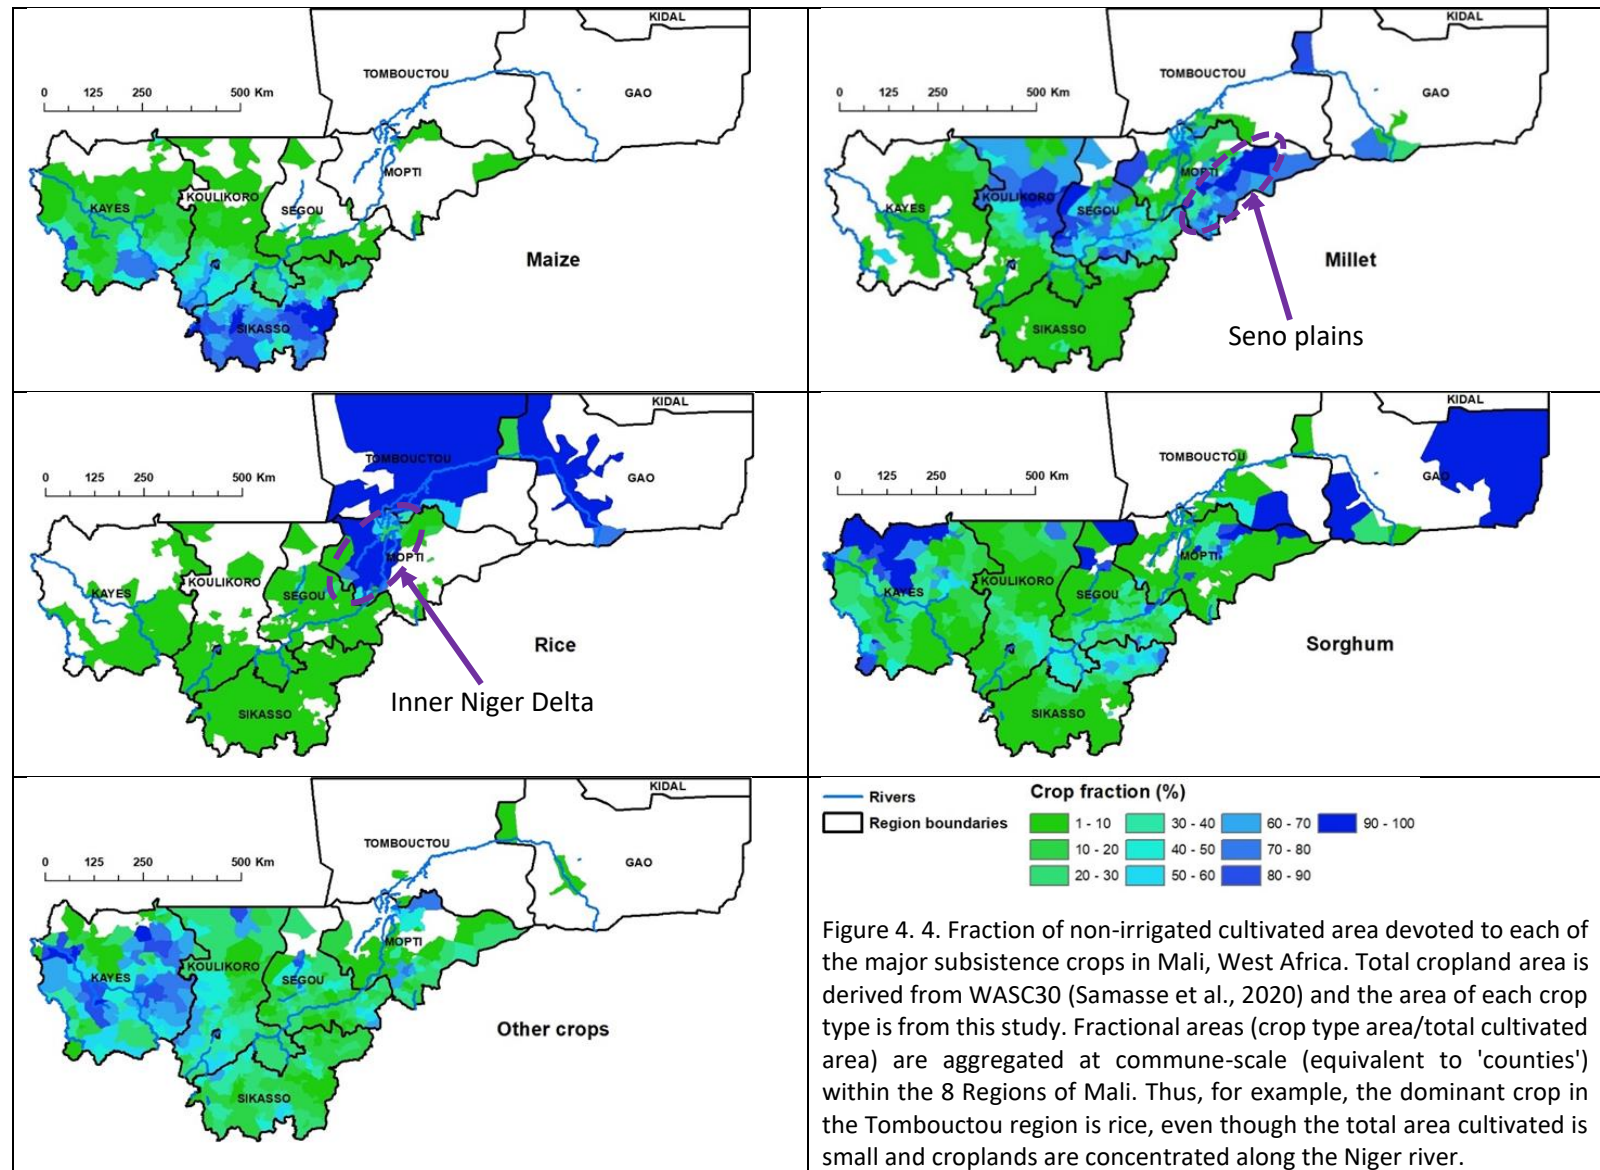 KIDAL
TOMBOUCTOU
GAO
0 125 250 500 Km
MOPTI
KAYES
KOULIKORO
SEGOU
SIKASSO
Maize
KIDAL
TOMBOUCTOU
GAO
0 125 250 500 Km
MOPTI
KAYES
KOULIKORO
SEGOU
SIKASSO
Millet
Seno plains
KIDAL
TOMBOUCTOU
GAO
0 125 250 500 Km
MOPTI
KAYES
KOULIKORO
SEGOU
SIKASSO
Rice
Inner Niger Delta
KIDAL
TOMBOUCTOU
GAO
0 125 250 500 Km
MOPTI
KAYES
KOULIKORO
SEGOU
SIKASSO
Sorghum
KIDAL
TOMBOUCTOU
GAO
0 125 250 500 Km
MOPTI
KAYES
KOULIKORO
SEGOU
SIKASSO
Other crops
Rivers
Region boundaries
Crop fraction (%)
1 - 10 30 - 40 60 - 70 90 - 100
10 - 20 40 - 50 70 - 80
20 - 30 50 - 60 80 - 90
Figure 4. 4. Fraction of non-irrigated cultivated area devoted to each of
the major subsistence crops in Mali, West Africa. Total cropland area is
derived from WASC30 (Samasse et al., 2020) and the area of each crop
type is from this study. Fractional areas (crop type area/total cultivated
area) are aggregated at commune-scale (equivalent to 'counties')
within the 8 Regions of Mali. Thus, for example, the dominant crop in
the Tombouctou region is rice, even though the total area cultivated is
small and croplands are concentrated along the Niger river.